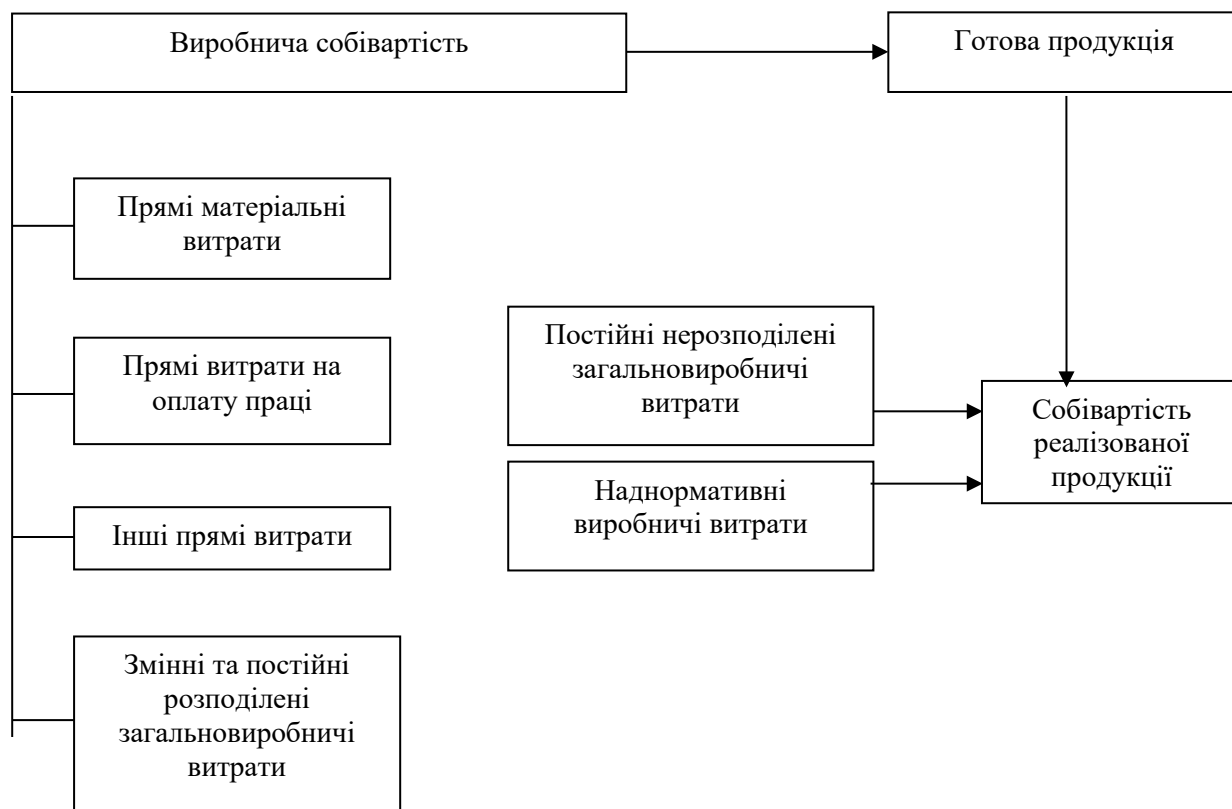 Виробнича собівартість
Готова продукція
Прямі матеріальні
витрати
Прямі витрати на
оплату праці
Інші прямі витрати
Змінні та постійні
розподілені
загальновиробничі
витрати
Постійні нерозподілені
загальновиробничі
витрати
Наднормативні
виробничі витрати
Собівартість
реалізованої
продукції